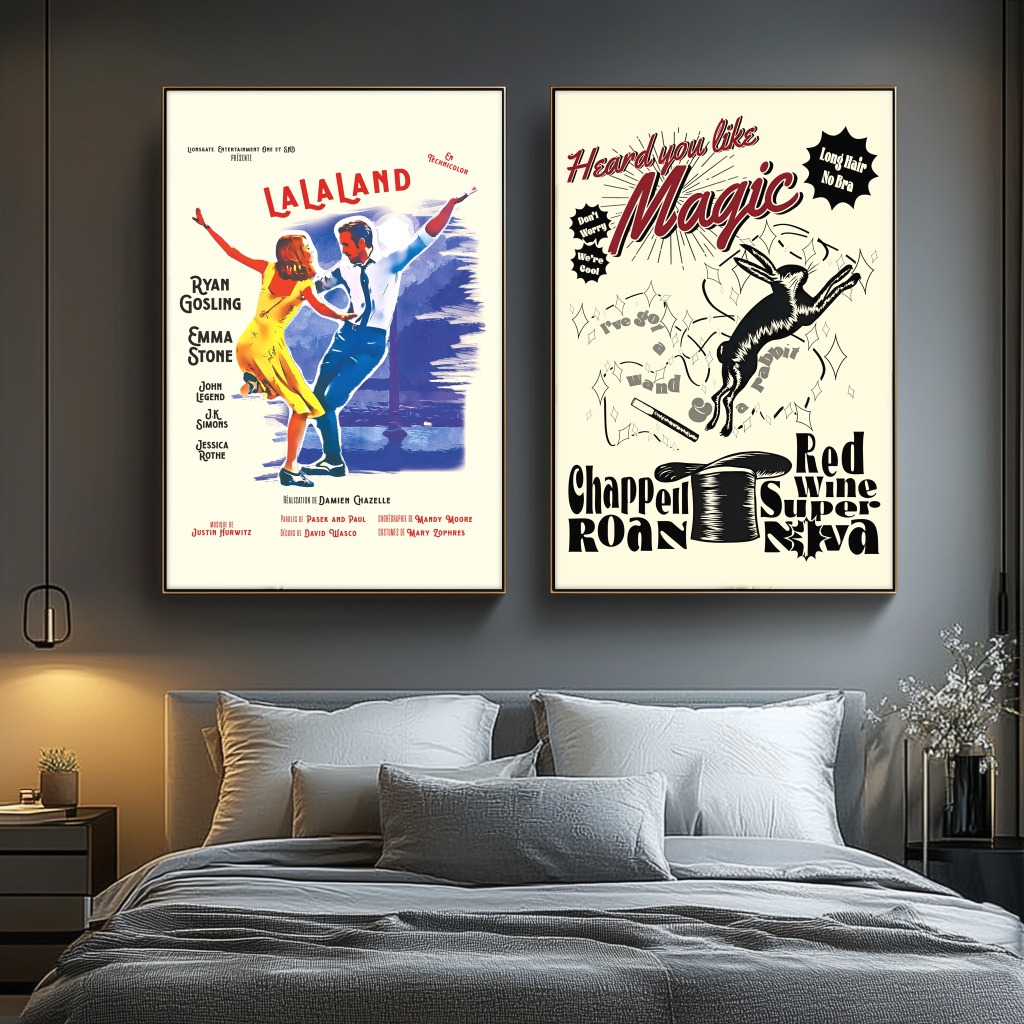 Lionsgate Entertainment One et SND
présente
En
Technicolor
LALALAND
Ryan
Gosling
Emma
Stone
John
Legend
J.K.
Simons
Jessica
Rothe
Réalisation de Damien Chazelle
Musique de
Justin Hurwitz
Paroles de Pasek and Paul
Décors de David Wasco
Chorégraphie de Mandy Moore
Costumes de Mary Zophres
Heard you like
Magic
Long Hair
No Bra
Don't
Worry
We're
Cool
I've got
a
wand
&
a
rabbit
Chappell
ROAN
Red
Wine
Super
Nova